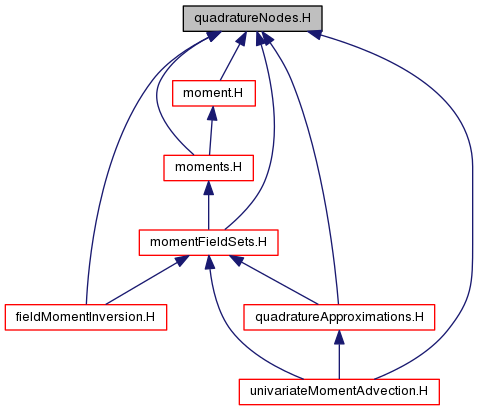 quadratureNodes.H
moment.H
moments.H
momentFieldSets.H
fieldMomentInversion.H
quadratureApproximations.H
univariateMomentAdvection.H